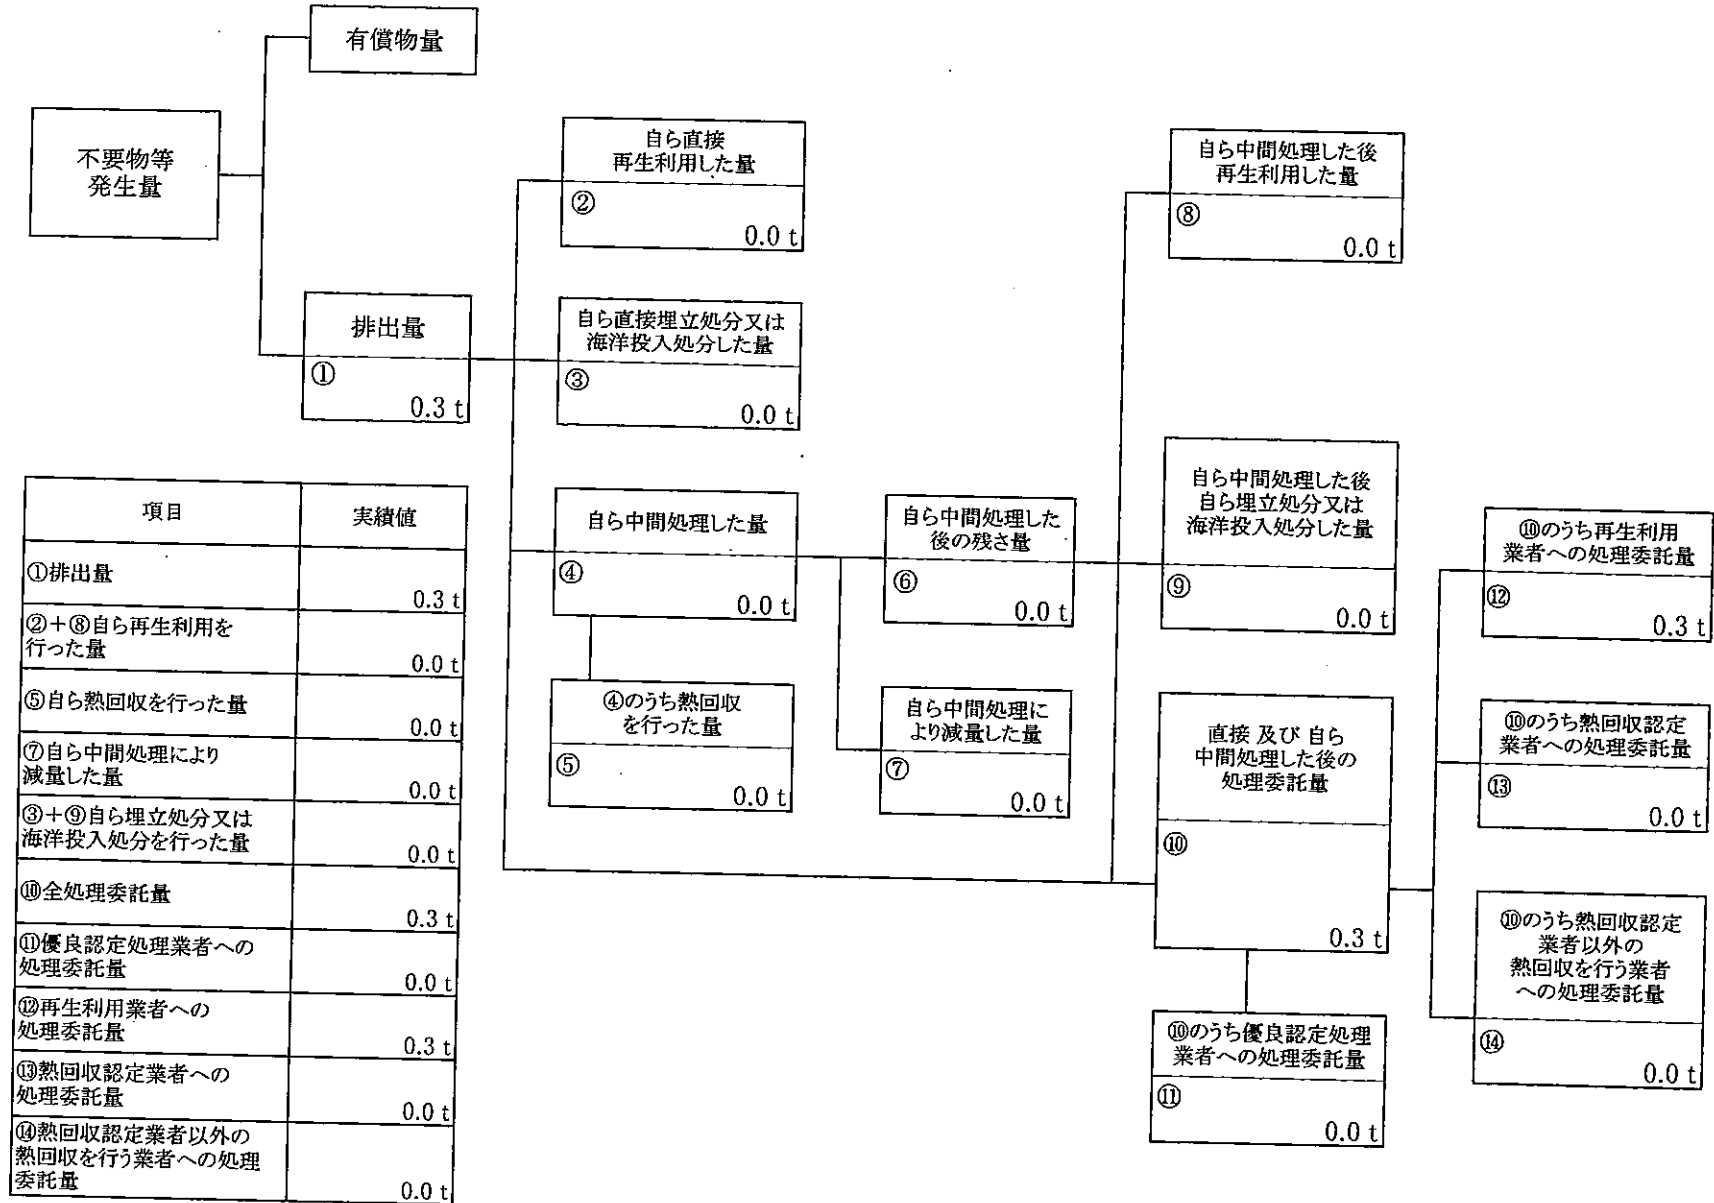 有償物量
不要物等
発生量
排出量
①
0.3 t
自ら直接
再生利用した量
②
0.0 t
自ら直接埋立処分又は
海洋投入処分した量
③
0.0 t
自ら中間処理した量
④
0.0 t
④のうち熱回収
を行った量
⑤
0.0 t
自ら中間処理した
後の残さ量
⑥
0.0 t
自ら中間処理に
より減量した量
⑦
0.0 t
自ら中間処理した後
再生利用した量
⑧
0.0 t
自ら中間処理した後
自ら埋立処分又は
海洋投入処分した量
⑨
0.0 t
直接 及び 自ら
中間処理した後の
処理委託量
⑩
0.3 t
⑩のうち優良認定処理
業者への処理委託量
⑪
0.0 t
⑩のうち再生利用
業者への処理委託量
⑫
0.3 t
⑩のうち熱回収認定
業者への処理委託量
⑬
0.0 t
⑩のうち熱回収認定
業者以外の
熱回収を行う業者
への処理委託量
⑭
0.0 t
項目 実績値
①排出量
0.3 t
②+⑧自ら再生利用を
行った量
0.0 t
⑤自ら熱回収を行った量
0.0 t
⑦自ら中間処理により
減量した量
0.0 t
③+⑨自ら埋立処分又は
海洋投入処分を行った量
0.0 t
⑩全処理委託量
0.3 t
⑪優良認定処理業者への
処理委託量
0.0 t
⑫再生利用業者への
処理委託量
0.3 t
⑬熱回収認定業者への
処理委託量
0.0 t
⑭熱回収認定業者以外の
熱回収を行う業者への処理
委託量
0.0 t